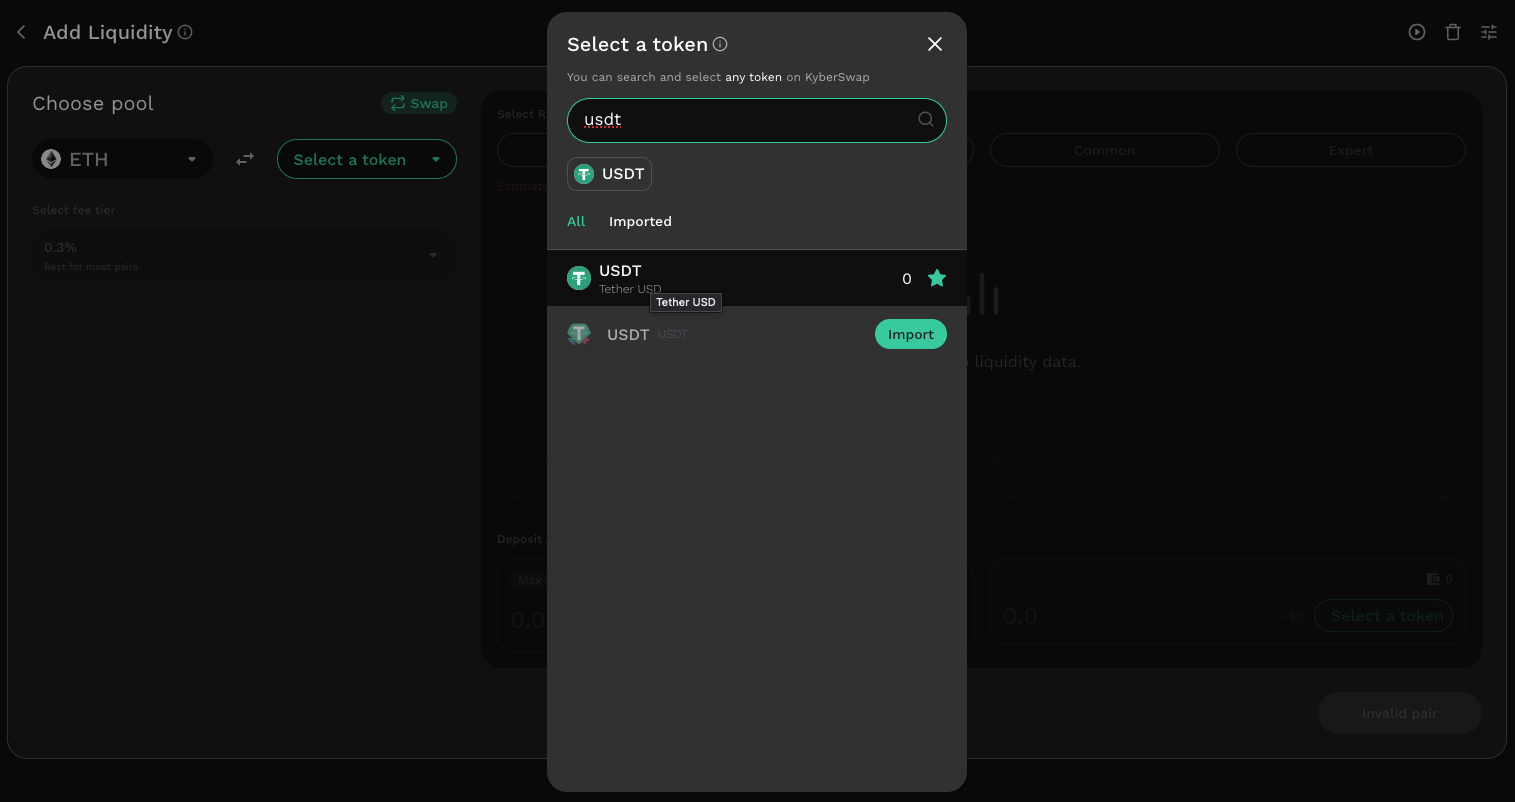 Add Liquidity
Choose pool
Swap
ETH
Select a token
Select fee tier
0.3%
Best for most pairs
Select R
Common
Expert
Estimate
liquidity data.
Deposit
Max
0.0
0
0.0
~$0
Select a token
Invalid pair
Select a token
You can search and select any token on KyberSwap
usdt
USDT
All
Imported
USDT
Tether USD
0
Tether USD
USDT
USDT
Import